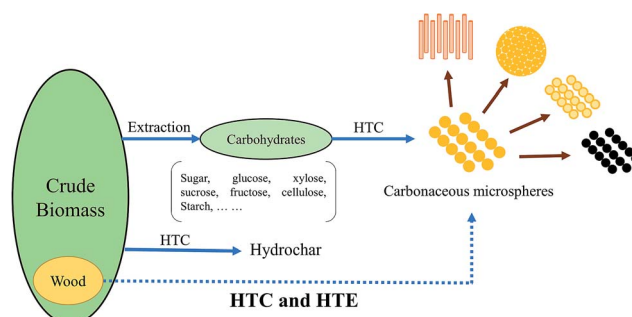 Crude
Biomass
Wood
Extraction
Carbohydrates
HTC
Sugar, glucose, xylose,
sucrose, fructose, cellulose,
Starch, ... ...
Carbonaceous microspheres
HTC
Hydrochar
HTC and HTE